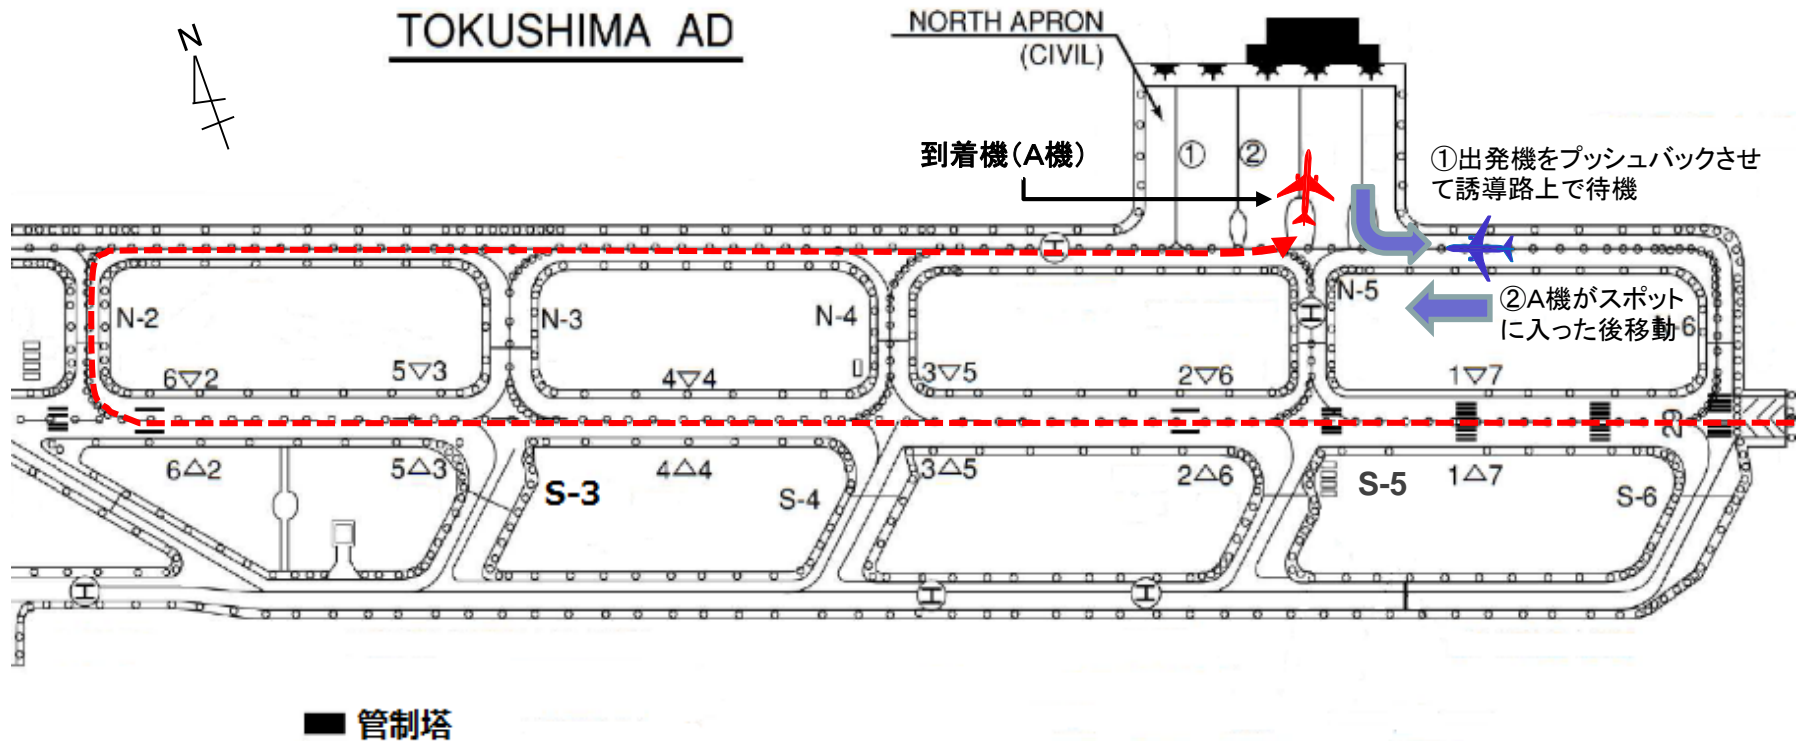 TOKUSHIMA AD
N
NORTH APRON
(CIVIL)
到着機(A機)
①
②
①出発機をプッシュバックさせ
て誘導路上で待機
H
N-2
N-3
N-4
H
N-5
②A機がスポット
に入った後移動
N-6
6▽2
5▽3
4▽4
3▽5
2▽6
1▽7
29
6△2
5△3
S-3
4△4
S-4
3△5
2△6
S-5
1△7
S-6
H
H
H
管制塔